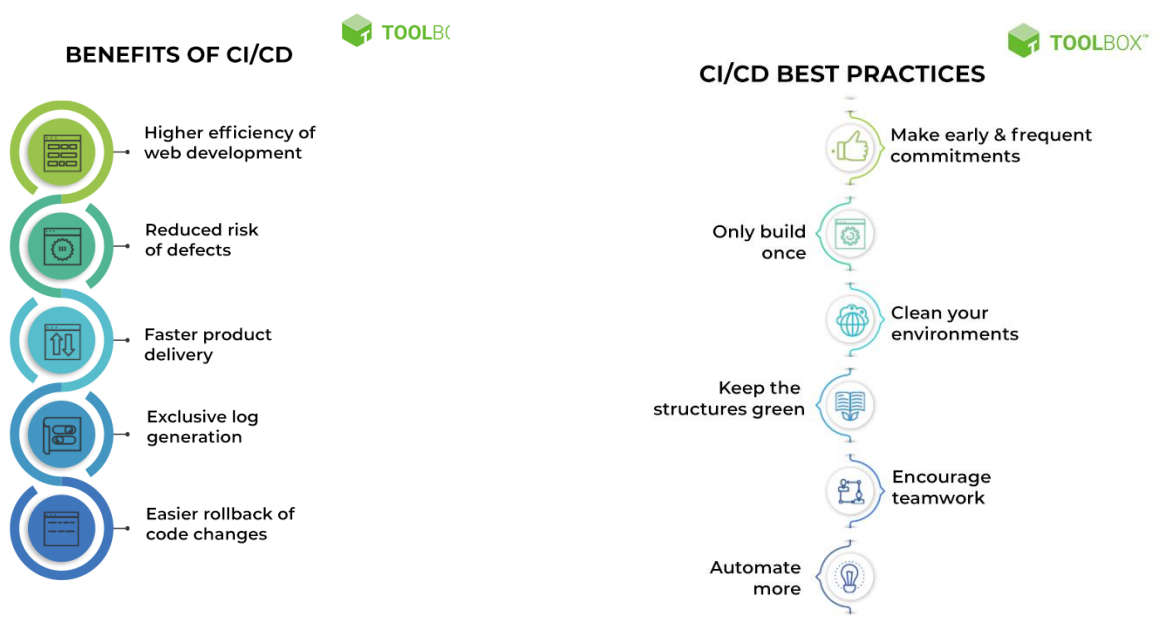 TOOLBO
BENEFITS OF CI/CD
Higher efficiency of
web development
Reduced risk
of defects
Faster product
delivery
Exclusive log
generation
Easier rollback of
code changes
TOOLBOX™
CI/CD BEST PRACTICES
Make early & frequent
commitments
Only build
once
Clean your
environments
Keep the
structures green
Encourage
teamwork
Automate
more